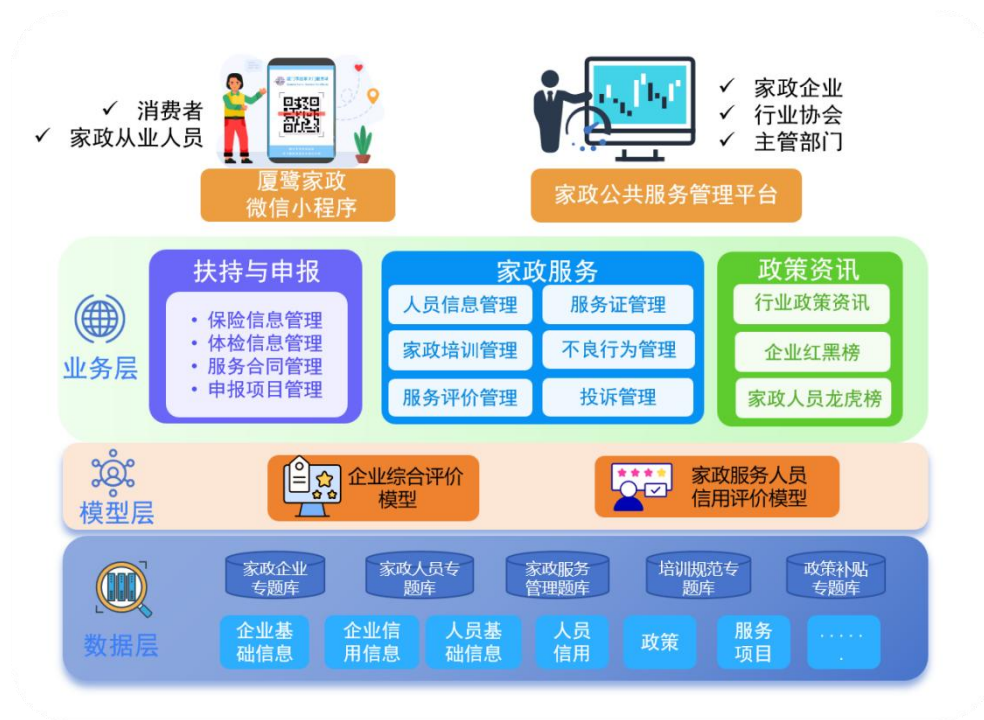 ✓ 消费者
✓ 家政从业人员
✓ 家政企业
✓ 行业协会
✓ 主管部门
厦鹭家政
微信小程序
家政公共服务管理平台
业务层
扶持与申报
• 保险信息管理
• 体检信息管理
• 服务合同管理
• 申报项目管理
家政服务
人员信息管理
服务证管理
家政培训管理
不良行为管理
服务评价管理
投诉管理
政策资讯
行业政策资讯
企业红黑榜
家政人员龙虎榜
模型层
企业综合评价
模型
家政服务人员
信用评价模型
数据层
家政企业
专题库
家政人员专
题库
家政服务
管理题库
培训规范专
题库
政策补贴
专题库
企业基
础信息
企业信
用信息
人员基
础信息
人员
信用
政策
服务
项目
......